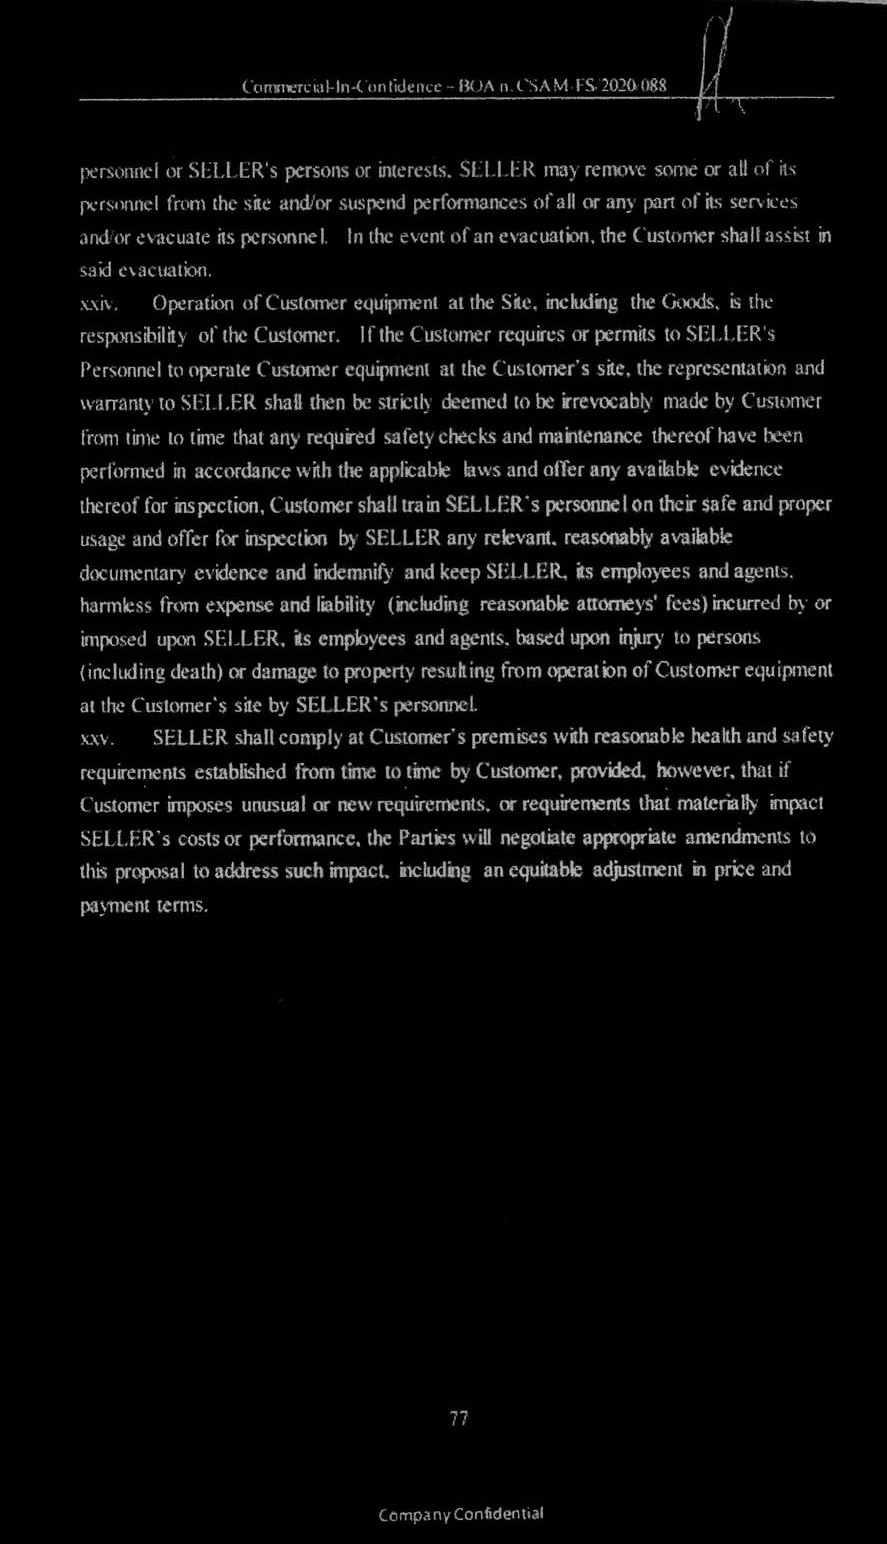 Commercial-In-Confidence - BOA n. CSAM-FS-2020-088
personnel or SELLER's persons or interests, SELLER may remove some or all of its
personnel from the site and/or suspend performances of all or any part of its services
and/or evacuate its personnel. In the event of an evacuation, the Customer shall assist in
said evacuation.
xxiv. Operation of Customer equipment at the Site, including the Goods, is the
responsibility of the Customer. If the Customer requires or permits to SELLER's
Personnel to operate Customer equipment at the Customer's site, the representation and
warranty to SELLER shall then be strictly deemed to be irrevocably made by Customer
from time to time that any required safety checks and maintenance thereof have been
performed in accordance with the applicable laws and offer any available evidence
thereof for inspection, Customer shall train SELLER's personnel on their safe and proper
usage and offer for inspection by SELLER any relevant, reasonably available
documentary evidence and indemnify and keep SELLER, its employees and agents,
harmless from expense and liability (including reasonable attorneys' fees) incurred by or
imposed upon SELLER, its employees and agents, based upon injury to persons
(including death) or damage to property resulting from operation of Customer equipment
at the Customer's site by SELLER's personnel.
xxv. SELLER shall comply at Customer's premises with reasonable health and safety
requirements established from time to time by Customer, provided, however, that if
Customer imposes unusual or new requirements, or requirements that materially impact
SELLER's costs or performance, the Parties will negotiate appropriate amendments to
this proposal to address such impact, including an equitable adjustment in price and
payment terms.
77
Company Confidential